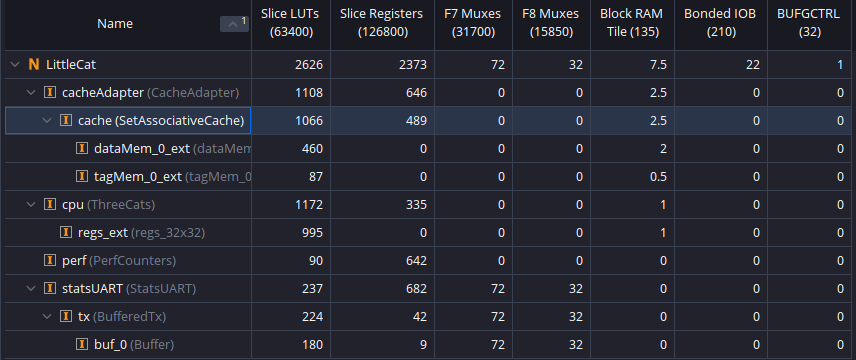 Name 1 Slice LUTs (63400) Slice Registers (126800) F7 Muxes (31700) F8 Muxes (15850) Block RAM Tile (135) Bonded IOB (210) BUFGCTRL (32)
N LittleCat 2626 2373 72 32 7.5 22 1
I cacheAdapter (CacheAdapter) 1108 646 0 0 2.5 0 0
I cache (SetAssociativeCache) 1066 489 0 0 2.5 0 0
I dataMem_0_ext (dataMem 460 0 0 0 2 0 0
I tagMem_0_ext (tagMem_0 87 0 0 0 0.5 0 0
I cpu (ThreeCats) 1172 335 0 0 1 0 0
I regs_ext (regs_32x32) 995 0 0 0 1 0 0
I perf (PerfCounters) 90 642 0 0 0 0 0
I statsUART (StatsUART) 237 682 72 32 0 0 0
I tx (BufferedTx) 224 42 72 32 0 0 0
I buf_0 (Buffer) 180 9 72 32 0 0 0